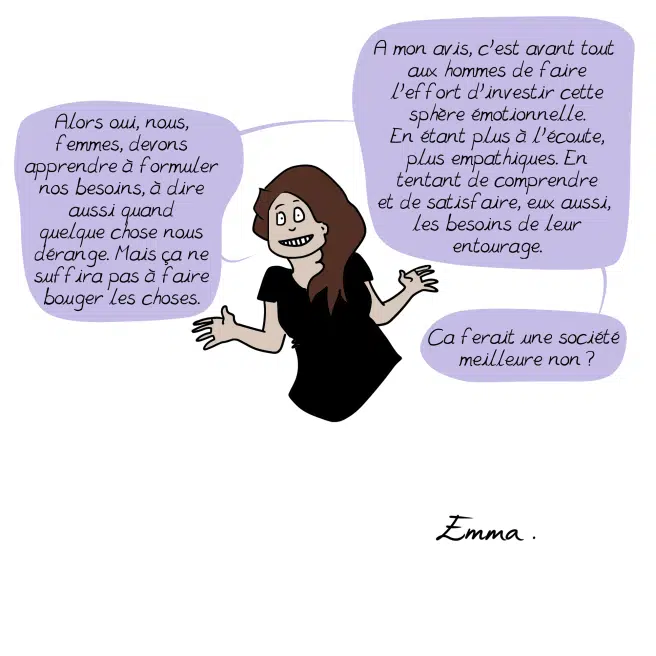 Alors oui, nous,
femmes, devons
apprendre à formuler
nos besoins, à dire
aussi quand
quelque chose nous
dérange. Mais ça ne
suffira pas à faire
bouger les choses.
A mon avis, c'est avant tout
aux hommes de faire
l'effort d'investir cette
sphère émotionnelle.
En étant plus à l'écoute,
plus empathiques. En
tentant de comprendre
et de satisfaire, eux aussi,
les besoins de leur
entourage.
Ca ferait une société
meilleure non ?
Emma.